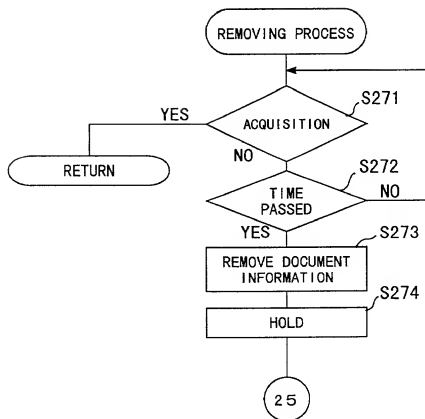 REMOVING PROCESS
S271
YES
ACQUISITION
NO
S272
RETURN
TIME
PASSED
NO
YES
S273
REMOVE DOCUMENT
INFORMATION
S274
HOLD
25